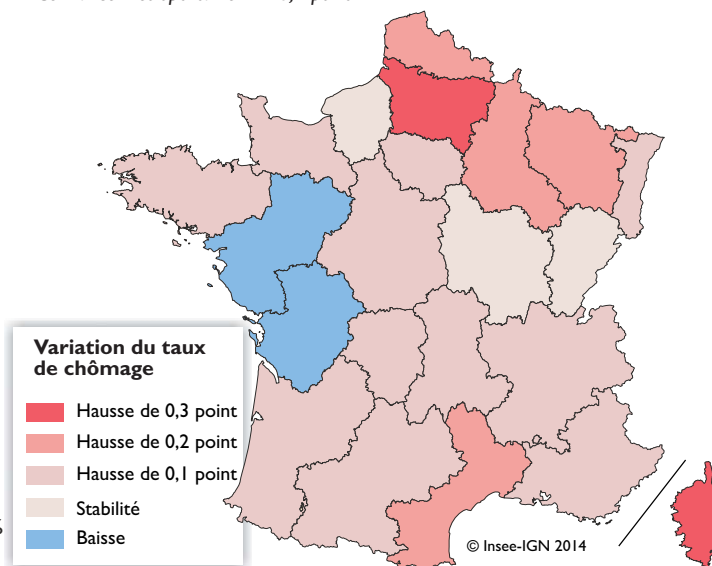 Variation du taux
de chômage
Hausse de 0,3 point
Hausse de 0,2 point
Hausse de 0,1 point
Stabilité
Baisse
© Insee-IGN 2014